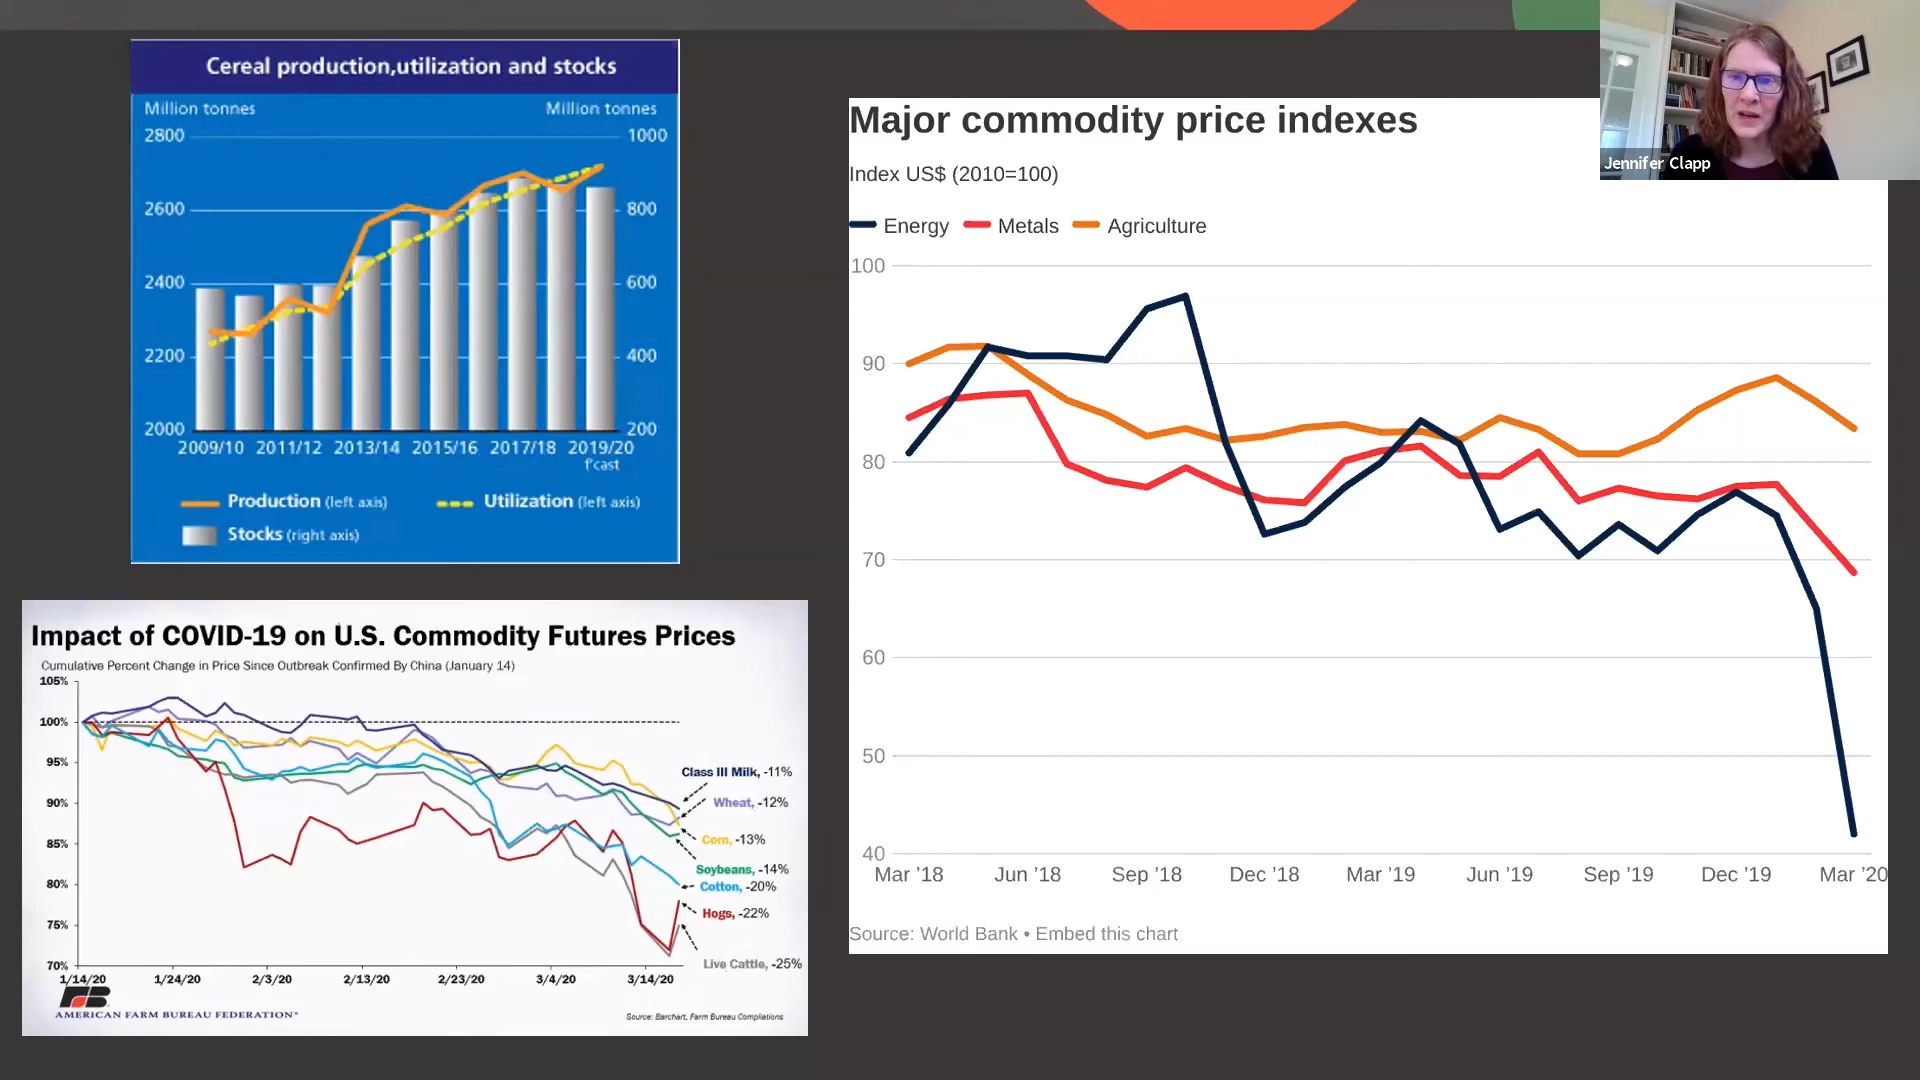 Cereal production,utilization and stocks
Million tonnes Million tonnes
2800 1000
2600 800
2400 600
2200 400
2000 200
2009/10 2011/12 2013/14 2015/16 2017/18 2019/20
f'cast
Production (left axis) Utilization (left axis)
Stocks (right axis)
Impact of COVID-19 on U.S. Commodity Futures Prices
Cumulative Percent Change in Price Since Outbreak Confirmed By China (January 14)
105%
100%
95%
90%
85%
80%
75%
70%
Class III Milk, -11%
Wheat, -12%
Corn, -13%
Soybeans, -14%
Cotton, -20%
Hogs, -22%
Live Cattle, -25%
1/14/20 1/24/20 2/3/20 2/13/20 2/23/20 3/4/20 3/14/20
FB
AMERICAN FARM BUREAU FEDERATION®
Source: Barchart, Farm Bureau Compilations
Major commodity price indexes
Index US$ (2010=100)
Energy Metals Agriculture
100
90
80
70
60
50
40
Mar ’18 Jun ’18 Sep ’18 Dec ’18 Mar ’19 Jun ’19 Sep ’19 Dec ’19 Mar ’20
Source: World Bank • Embed this chart
Jennifer Clapp